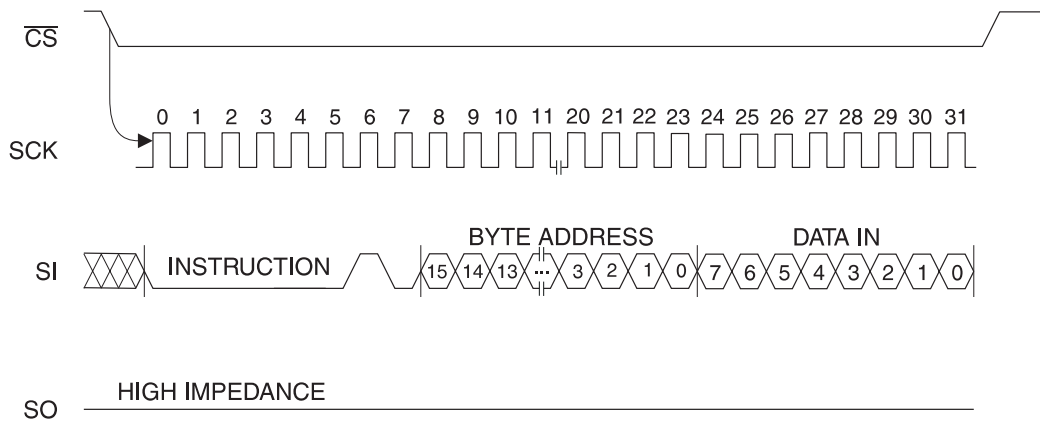 CS
0 1 2 3 4 5 6 7 8 9 10 11 20 21 22 23 24 25 26 27 28 29 30 31
SCK
BYTE ADDRESS DATA IN
SI INSTRUCTION 15 14 13 ... 3 2 1 0 7 6 5 4 3 2 1 0
HIGH IMPEDANCE
SO